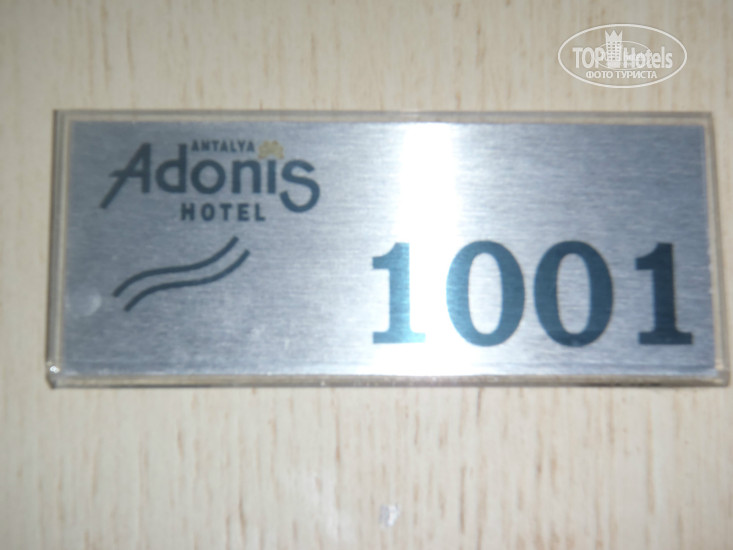 TOP Hotels
ФОТО ТУРИСТА
ANTALYA
Adonis
HOTEL
1001